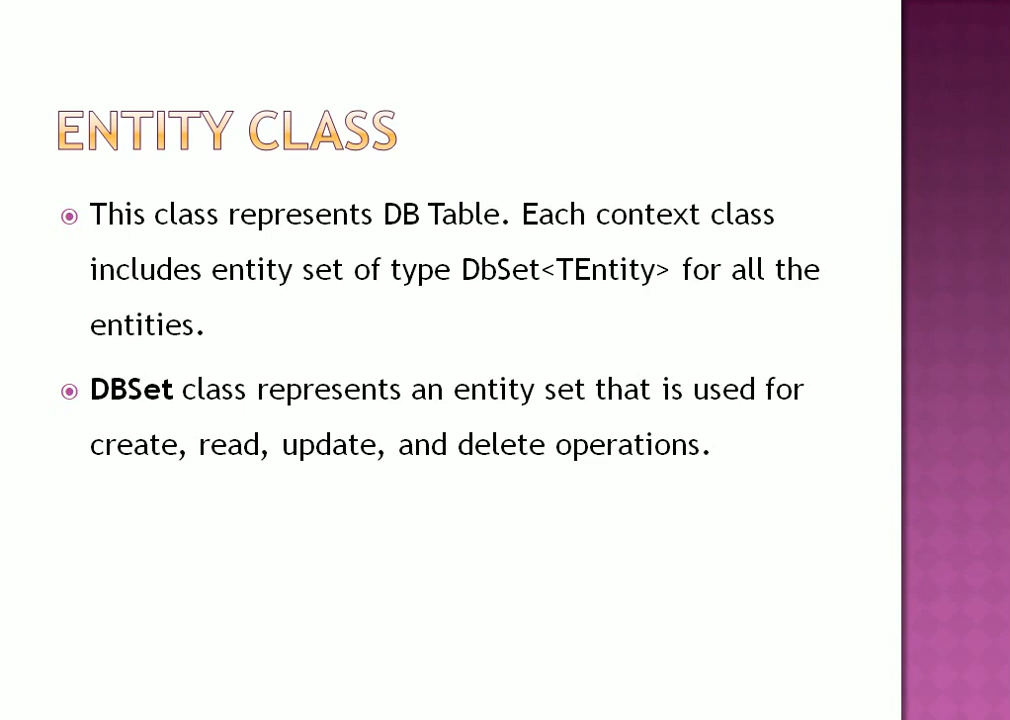 ENTITY CLASS
This class represents DB Table. Each context class
includes entity set of type DbSet<TEntity> for all the
entities.
DBSet class represents an entity set that is used for
create, read, update, and delete operations.